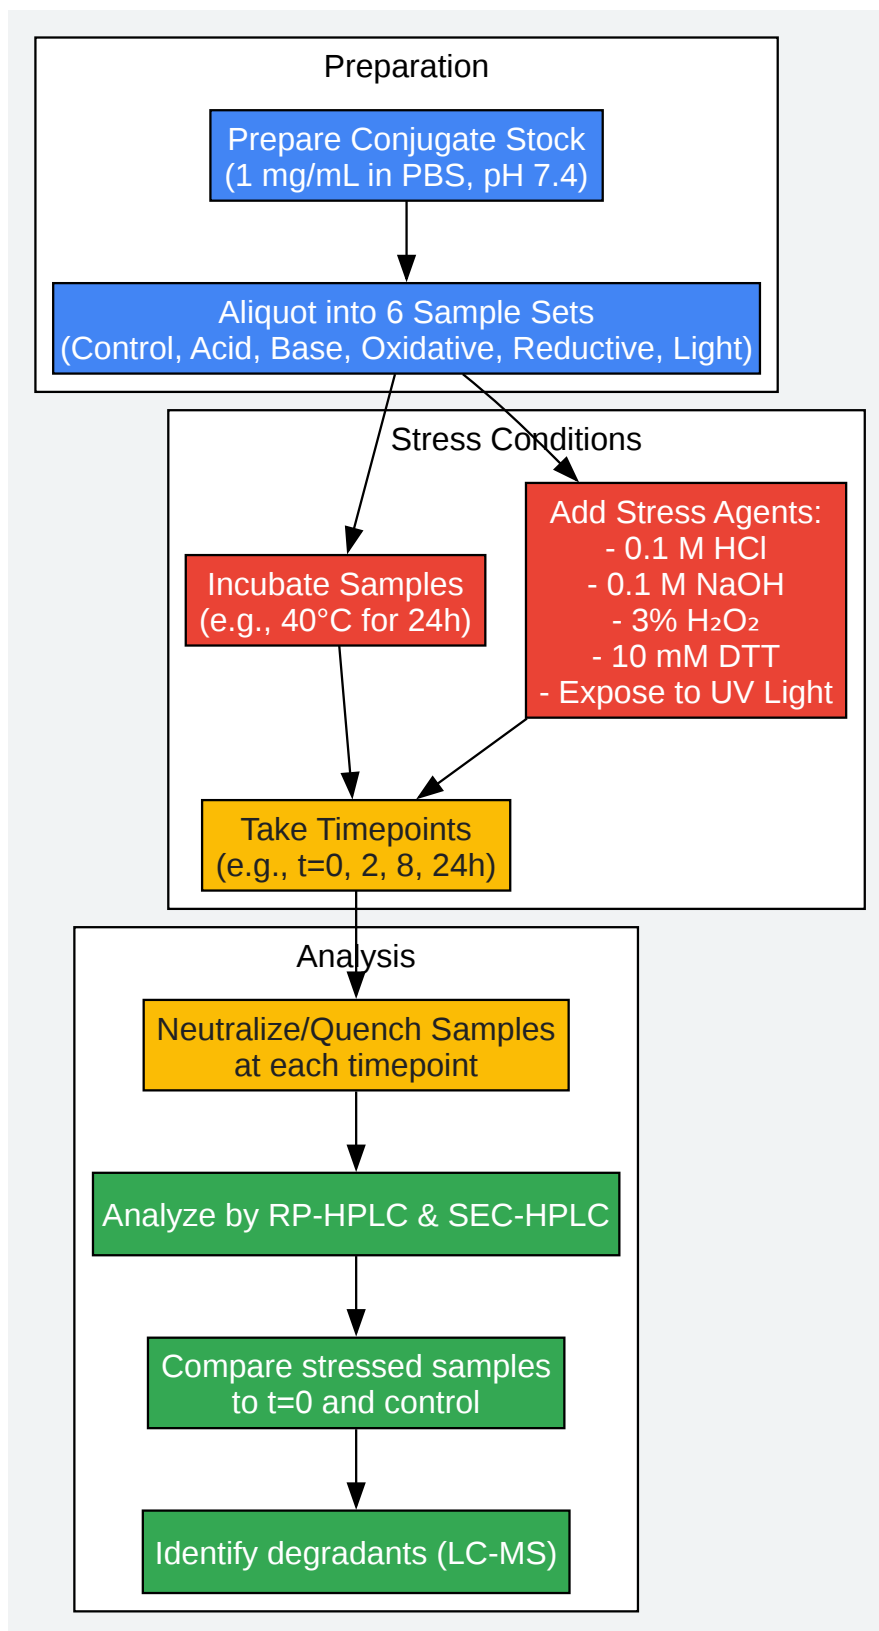 Preparation
Prepare Conjugate Stock
(1 mg/mL in PBS, pH 7.4)
Aliquot into 6 Sample Sets
(Control, Acid, Base, Oxidative, Reductive, Light)
Stress Conditions
Add Stress Agents:
- 0.1 M HCl
- 0.1 M NaOH
- 3% H₂O₂
- 10 mM DTT
- Expose to UV Light
Incubate Samples
(e.g., 40°C for 24h)
Take Timepoints
(e.g., t=0, 2, 8, 24h)
Analysis
Neutralize/Quench Samples
at each timepoint
Analyze by RP-HPLC & SEC-HPLC
Compare stressed samples
to t=0 and control
Identify degradants (LC-MS)